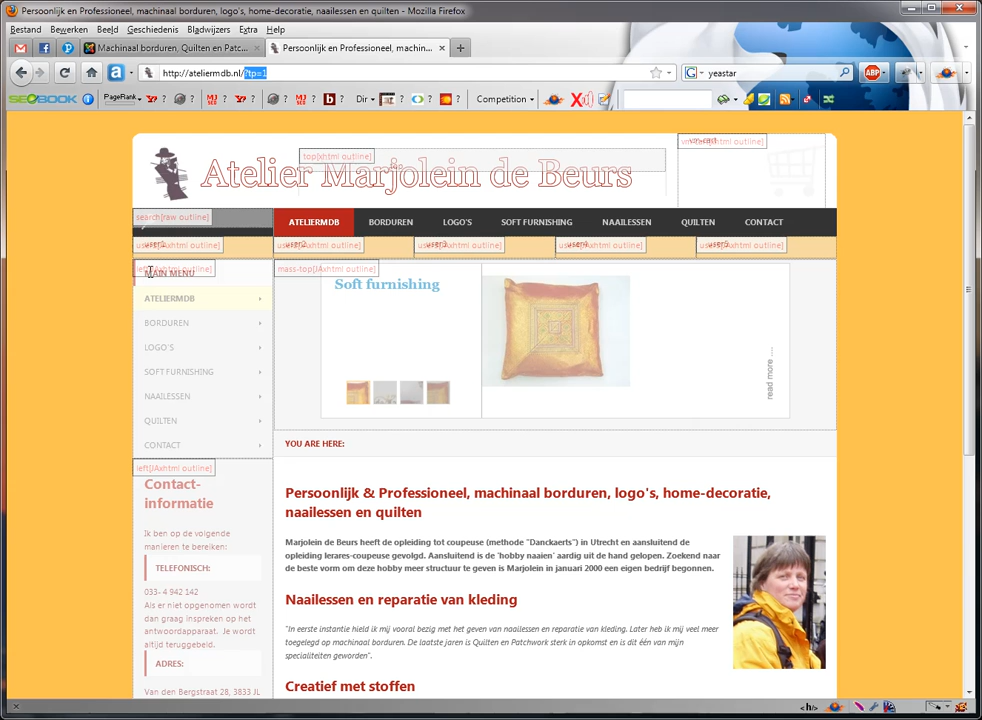 Persoonlijk en Professioneel, machinaal borduren, logo's, home-decoratie, naailessen en quilten - Mozilla Firefox
Bestand Bewerken Beeld Geschiedenis Bladwijzers Extra Help
Machinaal borduren, Quilten en Patc... Persoonlijk en Professioneel, machin...
http://ateliermdb.nl/?tp=1
yeastar
ABP
SEOBOOK PageRank ? ? ? ? ? ? ? ? ? Dir Competition
top[xhtml outline]
Atelier Marjolein de Beurs
search[raw outline]
ATELIERMDB BORDUREN LOGO'S SOFT FURNISHING NAAILESSEN QUILTEN CONTACT
mass-top[JAxhtml outline]
MAIN MENU
ATELIERMDB
BORDUREN
LOGO'S
SOFT FURNISHING
NAAILESSEN
QUILTEN
CONTACT
Soft furnishing
read more ....
YOU ARE HERE:
left[JAxhtml outline]
Contact-
informatie
Ik ben op de volgende
manieren te bereiken:
TELEFONISCH:
033- 4 942 142
Als er niet opgenomen wordt
dan graag inspreken op het
antwoordapparaat. Je wordt
altijd teruggebeld.
ADRES:
Van den Bergstraat 28, 3833 JL
Persoonlijk & Professioneel, machinaal borduren, logo's, home-decoratie,
naailessen en quilten
Marjolein de Beurs heeft de opleiding tot coupeuse (methode "Danckaerts") in Utrecht en aansluitend de
opleiding lerares-coupeuse gevolgd. Aansluitend is de 'hobby naaien' aardig uit de hand gelopen. Zoekend naar
de beste vorm om deze hobby meer structuur te geven is Marjolein in januari 2000 een eigen bedrijf begonnen.
Naailessen en reparatie van kleding
"In eerste instantie hield ik mij vooral bezig met het geven van naailessen en reparatie van kleding. Later heb ik mij veel meer
toegelegd op machinaal borduren. De laatste jaren is Quilten en Patchwork sterk in opkomst en is dit één van mijn
specialiteiten geworden".
Creatief met stoffen